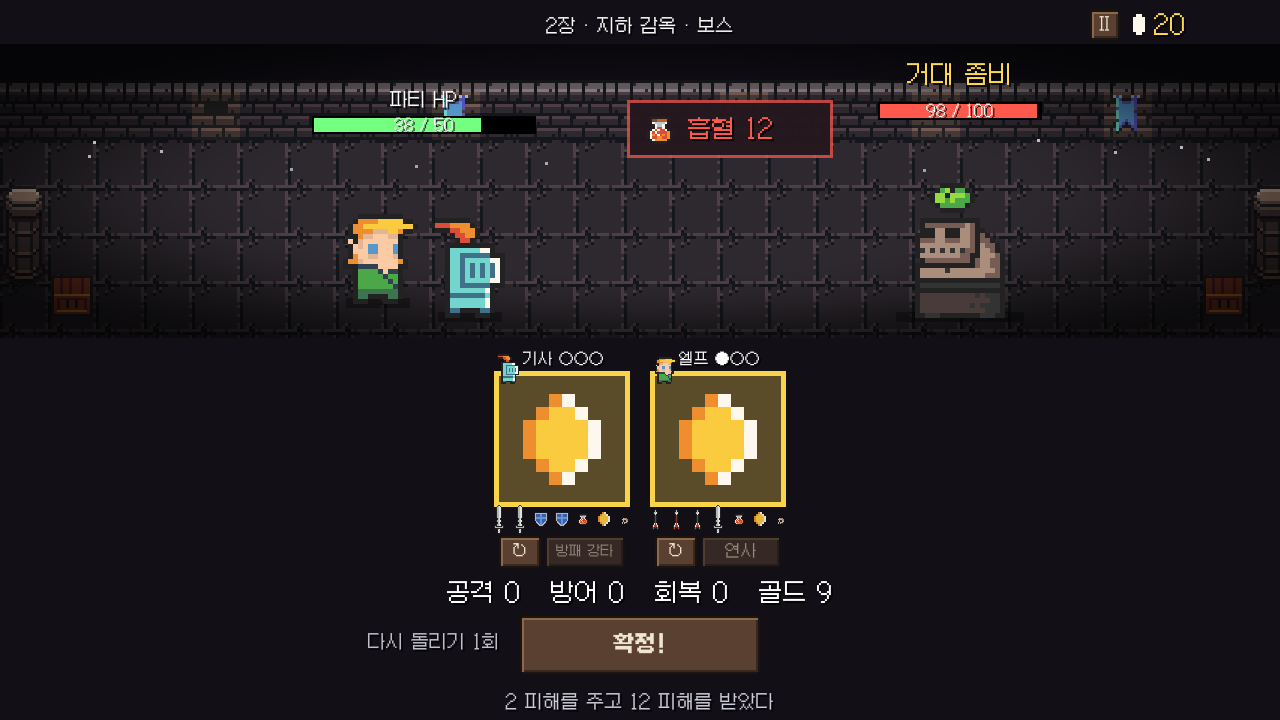 2장 · 지하 감옥 · 보스
II 20
거대 좀비
파티 HP
38 / 50
98 / 100
흡혈 12
기사 ○○○
엘프 ●○○
↻ 방패 강타
↻ 연사
공격 0 방어 0 회복 0 골드 9
다시 돌리기 1회
확정!
2 피해를 주고 12 피해를 받았다